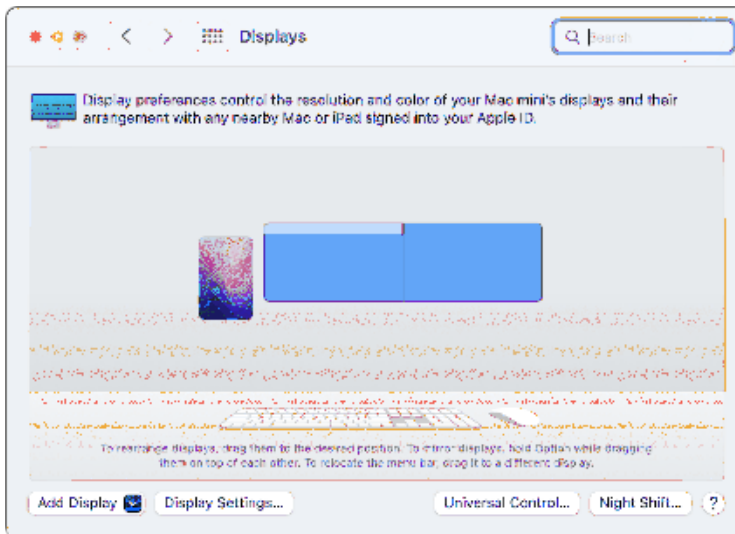 Displays
Search
Display preferences control the resolution and color of your Mac mini's displays and their
arrangement with any nearby Mac or iPad signed into your Apple ID.
To rearrange displays, drag them to the desired position. To mirror displays, hold Option while dragging
them on top of each other. To relocate the menu bar, drag it to a different display.
Add Display Display Settings... Universal Control... Night Shift... ?